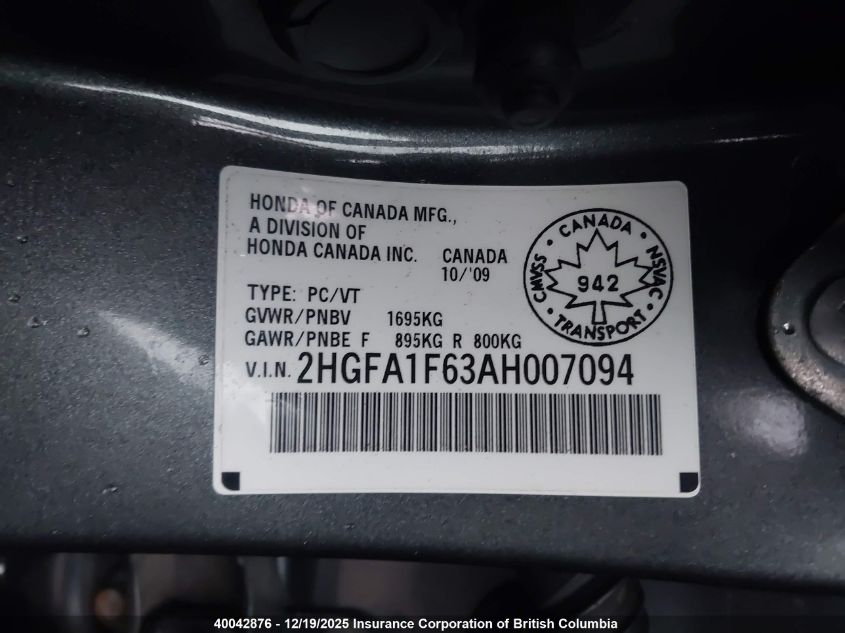 HONDA OF CANADA MFG.,
A DIVISION OF
HONDA CANADA INC. CANADA
10/'09
TYPE: PC/VT
GVWR/PNBV 1695KG
GAWR/PNBE F 895KG R 800KG
V.I.N. 2HGFA1F63AH007094
CANADA
CMVSS
942
NSVAC
TRANSPORT
40042876 - 12/19/2025 Insurance Corporation of British Columbia